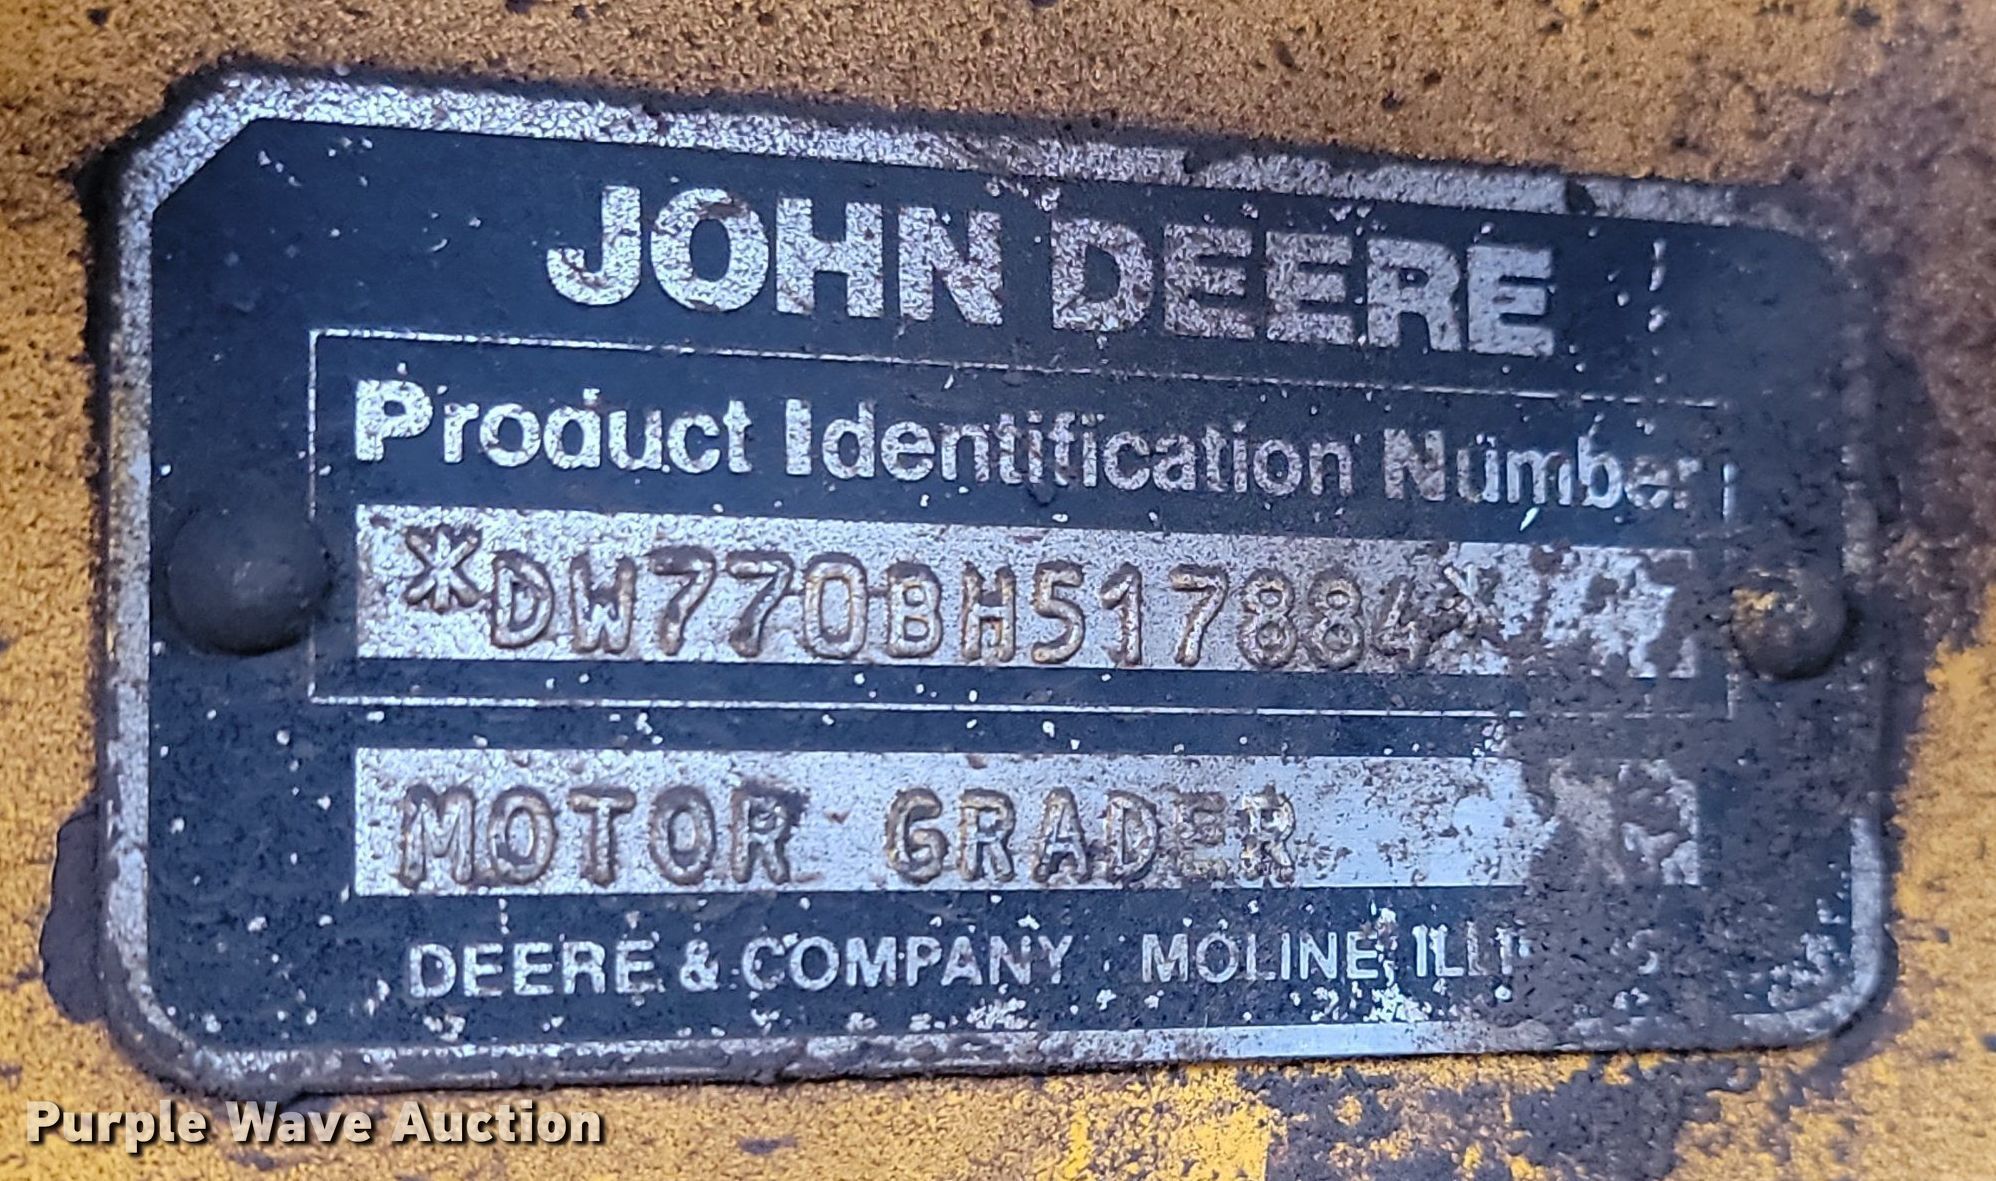 JOHN DEERE
Product Identification Number
*DW770BH517884*
MOTOR GRADER
DEERE & COMPANY MOLINE,
Purple Wave Auction